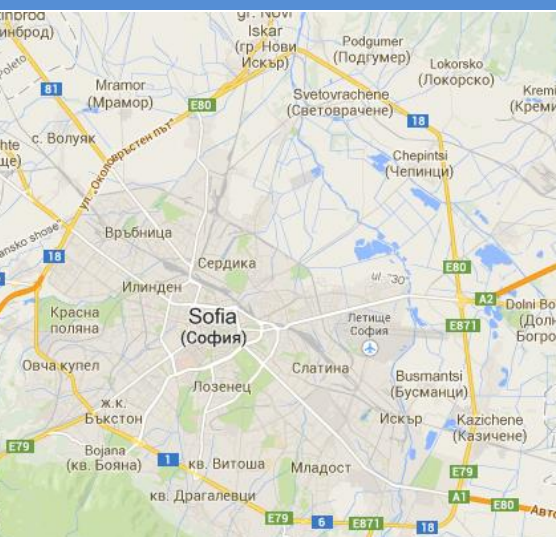 gr. Novi
Iskar
(гр. Нови
Искър)
Podgumer
(Подгумер)
Lokorsko
(Локорско)
Poleto
81
Mramor
(Мрамор)
E80
Svetovrachene
(Световрачене)
18
с. Волуяк
ул. „Околовръстен път"
Chepintsi
(Чепинци)
Връбница
18
Сердика
E80
ul. "30"
Илинден
A2
Sofia
(София)
Красна
поляна
Летище
София
E871
Овча купел
Слатина
Busmantsi
(Бусманци)
Лозенец
ж.к.
Бъкстон
Искър
Kazichene
(Казичене)
E79
Bojana
(кв. Бояна)
1
кв. Витоша
Младост
E79
кв. Драгалевци
A1
E80
E79
6
E871
18